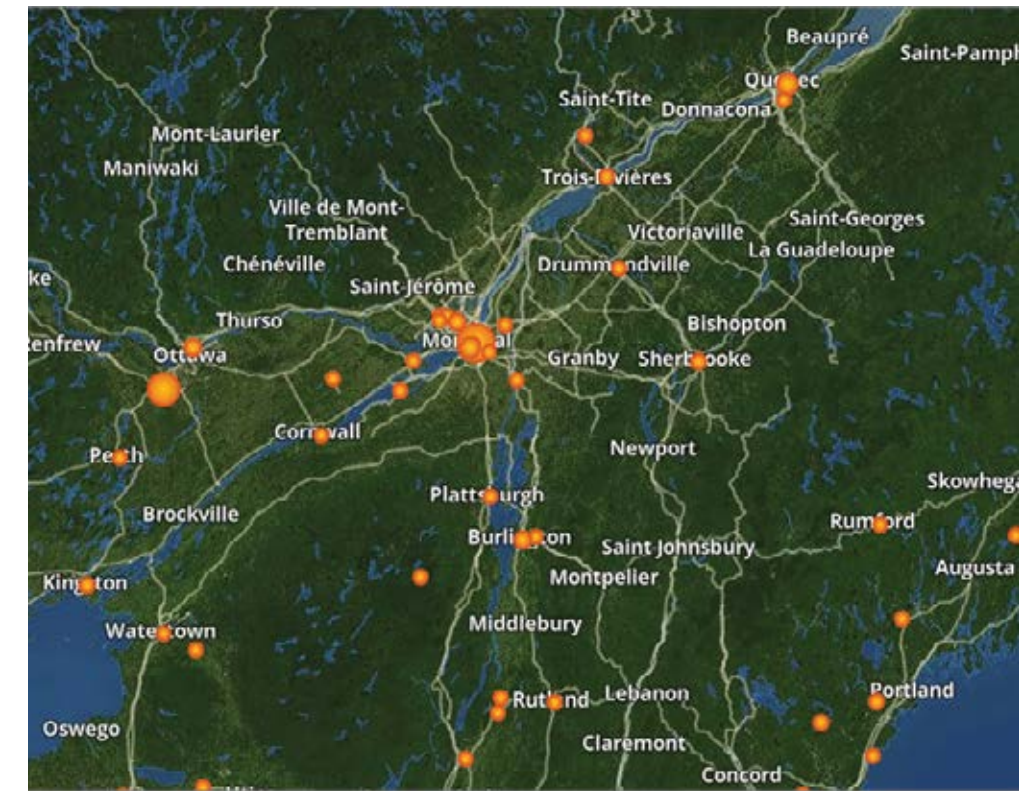 Beaupré
Saint-Pamph
Quebec
Saint-Tite
Donnacona
Mont-Laurier
Maniwaki
Trois-Rivières
Ville de Mont-
Tremblant
Saint-Georges
Victoriaville
La Guadeloupe
Chénéville
Drummondville
ke
Saint-Jérôme
Thurso
Bishopton
Renfrew
Ottawa
Montréal
Granby
Sherbrooke
Cornwall
Newport
Perth
Skowhega
Plattsburgh
Brockville
Rumford
Burlington
Saint Johnsbury
Augusta
Montpelier
Kingston
Middlebury
Watertown
Portland
Rutland
Lebanon
Oswego
Claremont
Concord